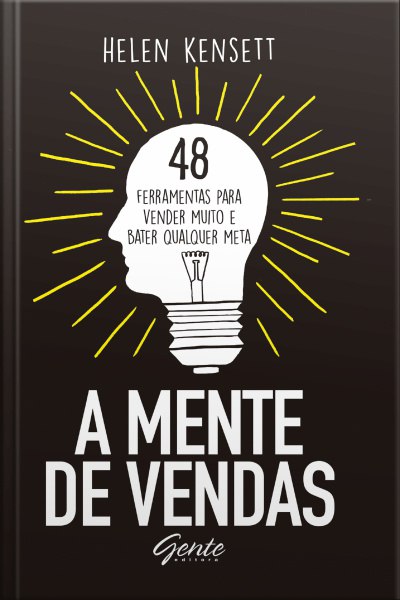 HELEN KENSETT
48
FERRAMENTAS PARA
VENDER MUITO E
BATER QUALQUER META
A MENTE
DE VENDAS
Gente
editora